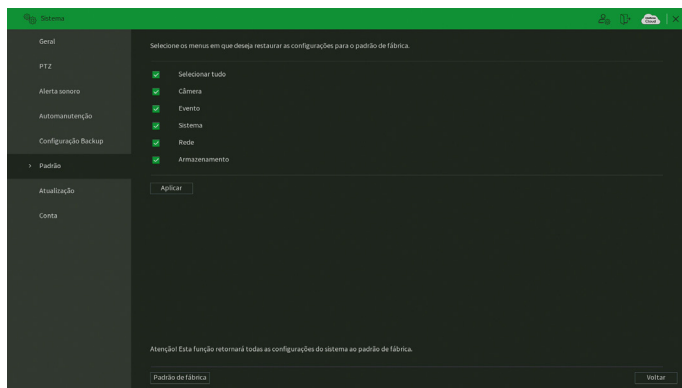 Sistema
Geral
PTZ
Alerta sonoro
Automanutenção
Configuração Backup
Padrão
Atualização
Conta
Selecione os menus em que deseja restaurar as configurações para o padrão de fábrica.
Selecionar tudo
Câmera
Evento
Sistema
Rede
Armazenamento
Aplicar
Atenção! Esta função retornará todas as configurações do sistema ao padrão de fábrica.
Padrão de fábrica
Voltar